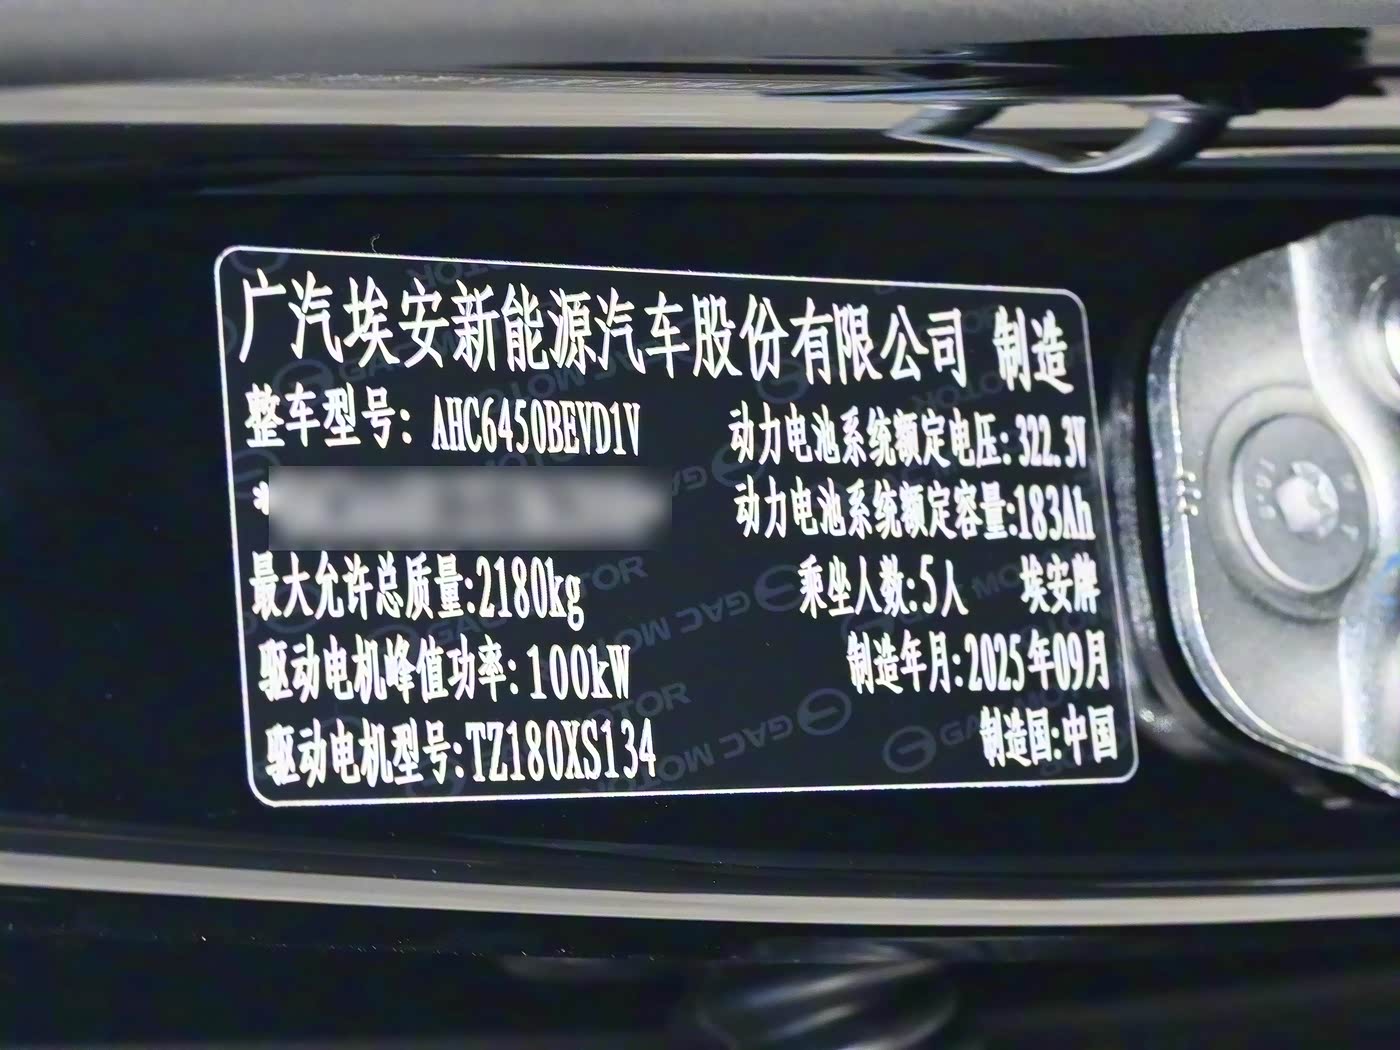 广汽埃安新能源汽车股份有限公司 制造
整车型号: AHC6450BEVD1V 动力电池系统额定电压:322.3V
* 动力电池系统额定容量:183Ah
最大允许总质量:2180kg 乘坐人数:5人 埃安牌
驱动电机峰值功率:100kW 制造年月:2025年09月
驱动电机型号:TZ180XS134 制造国:中国
GAC MOTOR